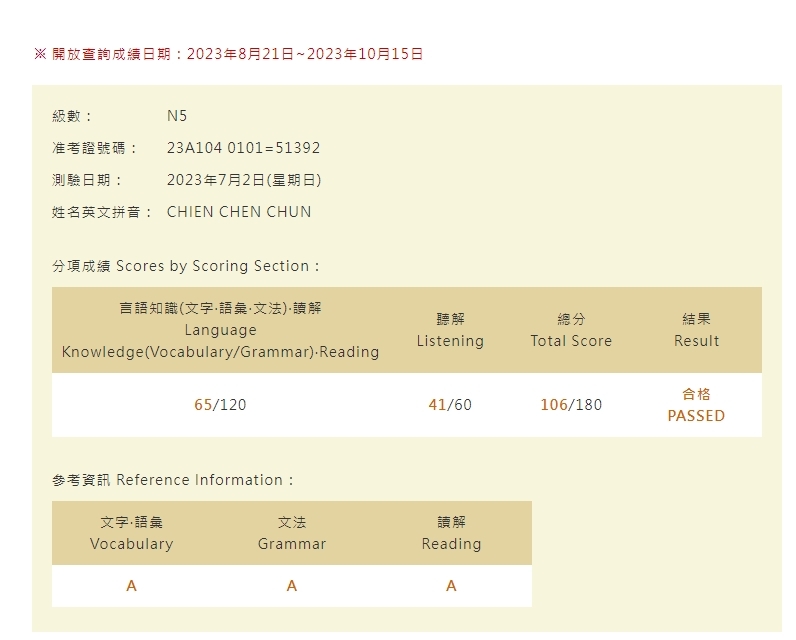 ※ 開放查詢成績日期：2023年8月21日~2023年10月15日
級數： N5
准考證號碼： 23A104 0101=51392
測驗日期： 2023年7月2日(星期日)
姓名英文拼音： CHIEN CHEN CHUN
分項成績 Scores by Scoring Section：
言語知識(文字‧語彙‧文法)‧讀解
Language
Knowledge(Vocabulary/Grammar)‧Reading
聽解
Listening
總分
Total Score
結果
Result
65/120
41/60
106/180
合格
PASSED
參考資訊 Reference Information：
文字‧語彙
Vocabulary
文法
Grammar
讀解
Reading
A
A
A